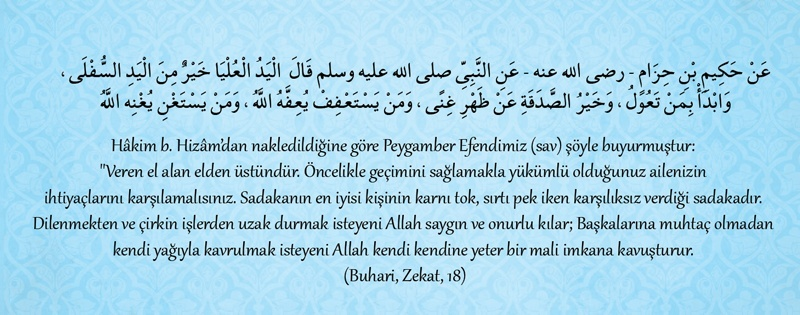 عَنْ حَكِيمِ بْنِ حِزَامٍ - رضى الله عنه - عَنِ النَّبِيِّ صلى الله عليه وسلم قَالَ الْيَدُ الْعُلْيَا خَيْرٌ مِنَ الْيَدِ السُّفْلَى ،
وَابْدَأْ بِمَنْ تَعُولُ ، وَخَيْرُ الصَّدَقَةِ عَنْ ظَهْرِ غِنًى ، وَمَنْ يَسْتَعْفِفْ يُعِفَّهُ اللَّهُ ، وَمَنْ يَسْتَغْنِ يُغْنِهِ اللَّهُ
Hâkim b. Hizâm'dan nakledildiğine göre Peygamber Efendimiz (sav) şöyle buyurmuştur:
"Veren el alan elden üstündür. Öncelikle geçimini sağlamakla yükümlü olduğunuz ailenizin
ihtiyaçlarını karşılamalısınız. Sadakanın en iyisi kişinin karnı tok, sırtı pek iken karşılıksız verdiği sadakadır.
Dilenmekten ve çirkin işlerden uzak durmak isteyeni Allah saygın ve onurlu kılar; Başkalarına muhtaç olmadan
kendi yağıyla kavrulmak isteyeni Allah kendi kendine yeter bir mali imkana kavuşturur.
(Buhari, Zekat, 18)